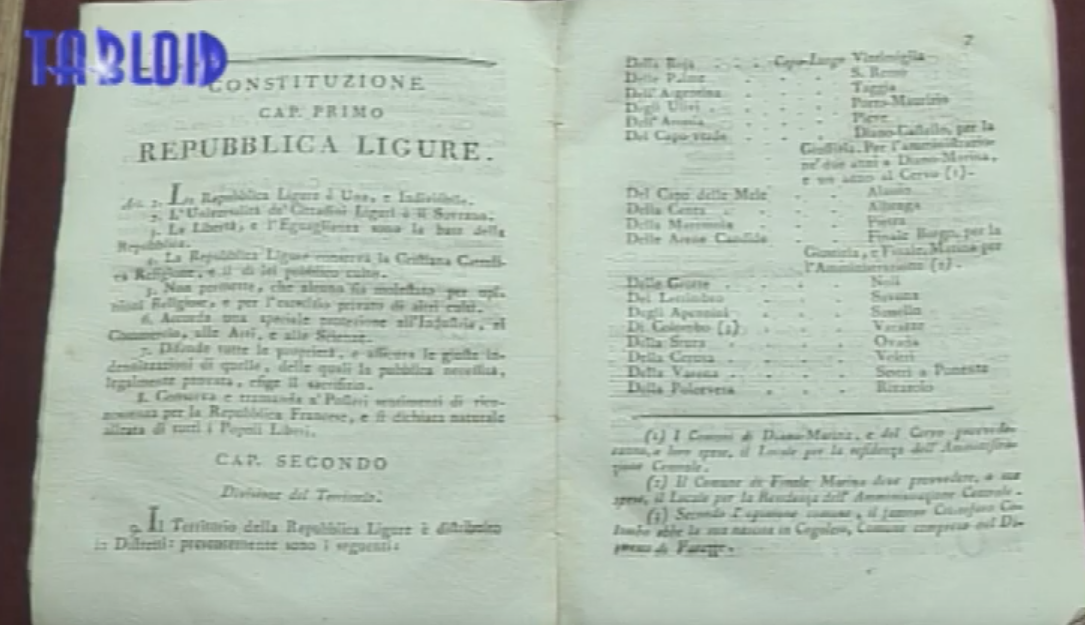 TABLOID
CONSTITUZIONE
CAP. PRIMO
REPUBBLICA LIGURE.
Art. 1. La Repubblica Ligure è Una, e Indivisibile.
2. L'Universalità de' Cittadini Liguri è il Sovrano.
3. La Libertà, e l'Eguaglianza sono la base della
Repubblica.
4. La Repubblica Ligure conserva la Cristiana Cattoli-
ca Religione, e il di lei pubblico culto.
5. Non permette, che alcuno sia molestato per opi-
nioni Religiose, e per l'esercizio privato di altri culti.
6. Accorda una speciale protezione all'Industria, al
Commercio, alle Arti, e alle Scienze.
7. Difende tutte le proprietà, e assicura le giuste in-
dennizzazioni di quelle, delle quali la pubblica necessità,
legalmente provata, esige il sacrifizio.
8. Conserva e tramanda a' Posteri sentimenti di rico-
noscenza per la Repubblica Francese, e si dichiara naturale
alleata di tutti i Popoli Liberi.
CAP. SECONDO
Divisione del Territorio.
9. Il Territorio della Repubblica Ligure è distribuito
in Distretti: presentemente sono i seguenti:
7
Della Roja Capo-Luogo Vintimiglia
Delle Palme S. Remo
Dell'Argentina Taggia
Degli Ulivi Porto-Maurizio
Dell'Arosia Pieve
Del Capo-verde Diano-Castello, per la
Giustizia. Per l'amministrazio-
ne' due anni a Diano-Marina,
e un anno al Cervo (1).
Del Capo delle Mele Alassio
Della Centa Albenga
Della Maremola Pietra
Delle Arene Candide Finale Borgo, per la
Giustizia, e Finale-Marina per
l'Amministrazione (2).
Delle Grotte Noli
Del Letimbro Savona
Degli Apennini Sassello
Di Colombo (3) Varazze
Della Stura Ovada
Della Cerusa Voltri
Della Varena Sestri a Ponente
Della Polcevera Rivarolo
(1) I Comuni di Diano-Marina, e del Cervo provvede-
ranno, a loro spese, il Locale per la residenza dell'Amministra-
zione Centrale.
(2) Il Comune di Finale Marina deve provvedere, a sue
spese, il Locale per la Residenza dell'Amministrazione Centrale.
(3) Secondo l'opinione comune, il famoso Cristoforo Co-
lombo ebbe la sua nascita in Cogoleto, Comune compreso nel Di-
stretto di Varazze.